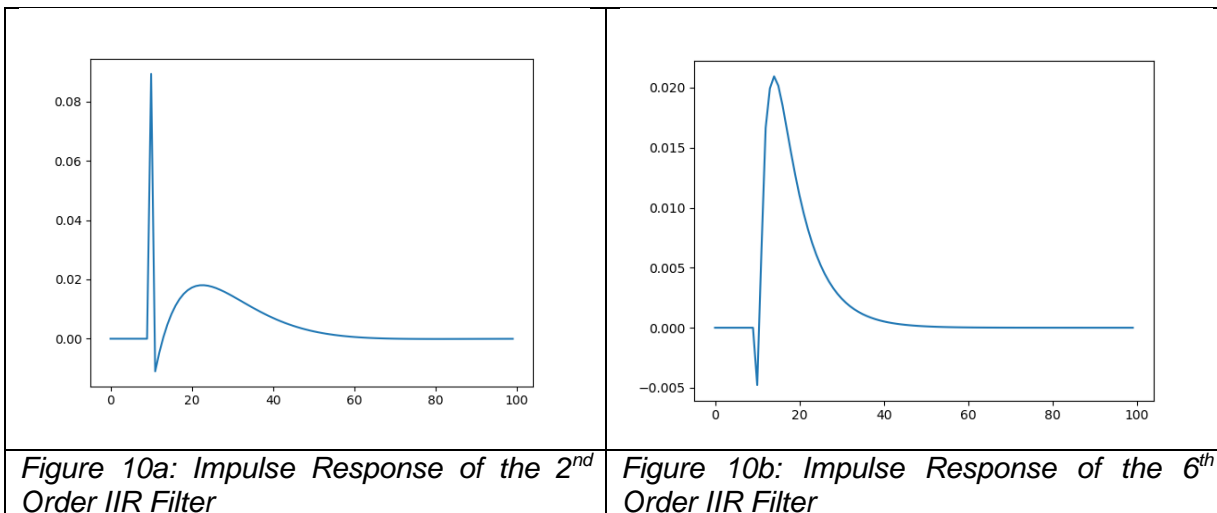 0.08
0.06
0.04
0.02
0.00
0 20 40 60 80 100
Figure 10a: Impulse Response of the 2nd
Order IIR Filter
0.020
0.015
0.010
0.005
0.000
−0.005
0 20 40 60 80 100
Figure 10b: Impulse Response of the 6th
Order IIR Filter